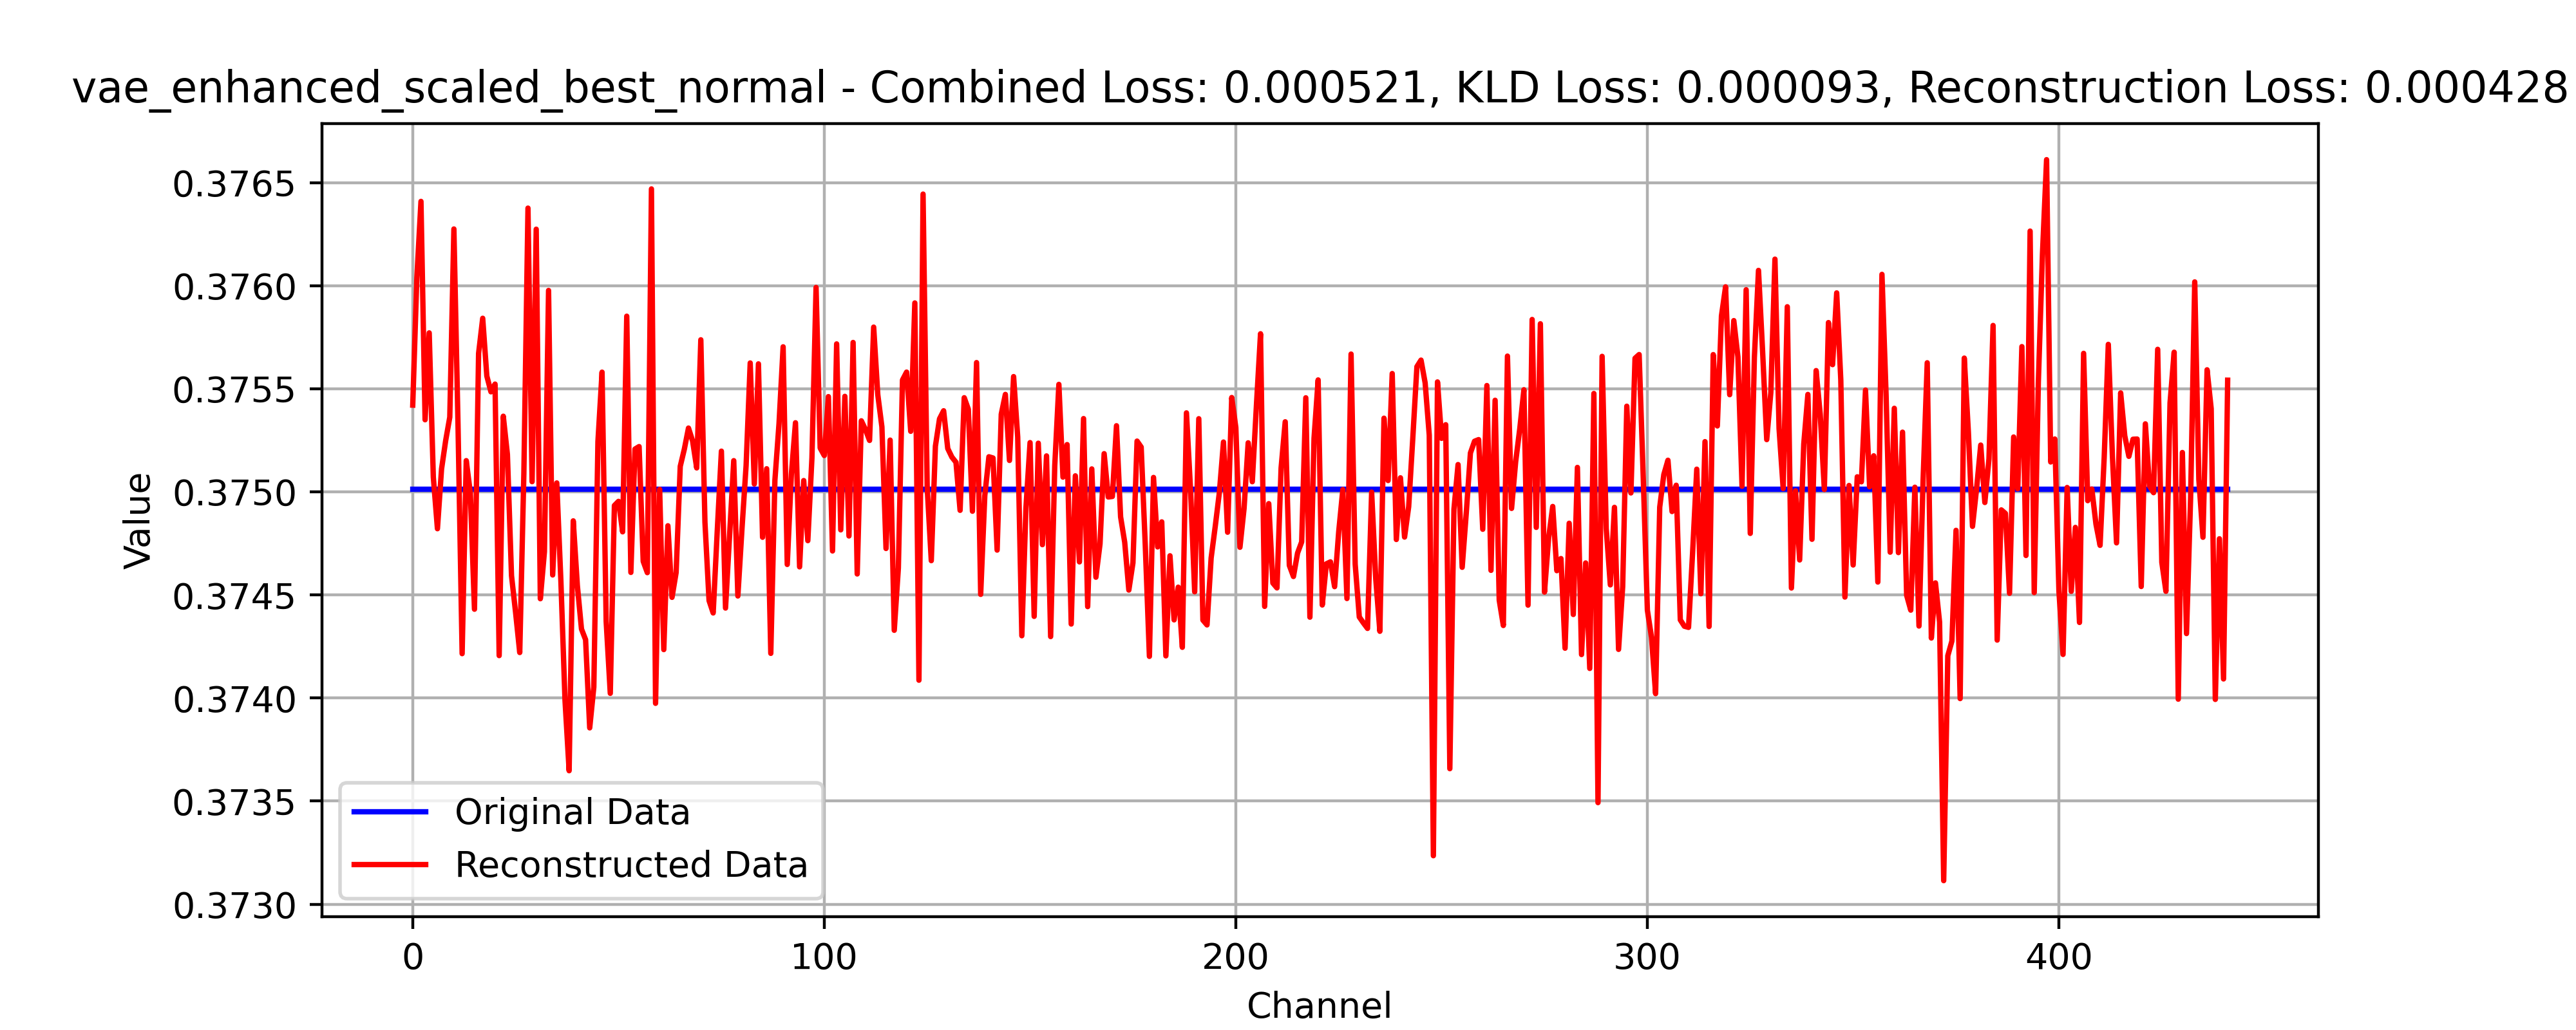 vae_enhanced_scaled_best_normal - Combined Loss: 0.000521, KLD Loss: 0.000093, Reconstruction Loss: 0.000428
0.3765
0.3760
0.3755
0.3750
0.3745
0.3740
0.3735
0.3730
Value
Original Data
Reconstructed Data
0 100 200 300 400
Channel